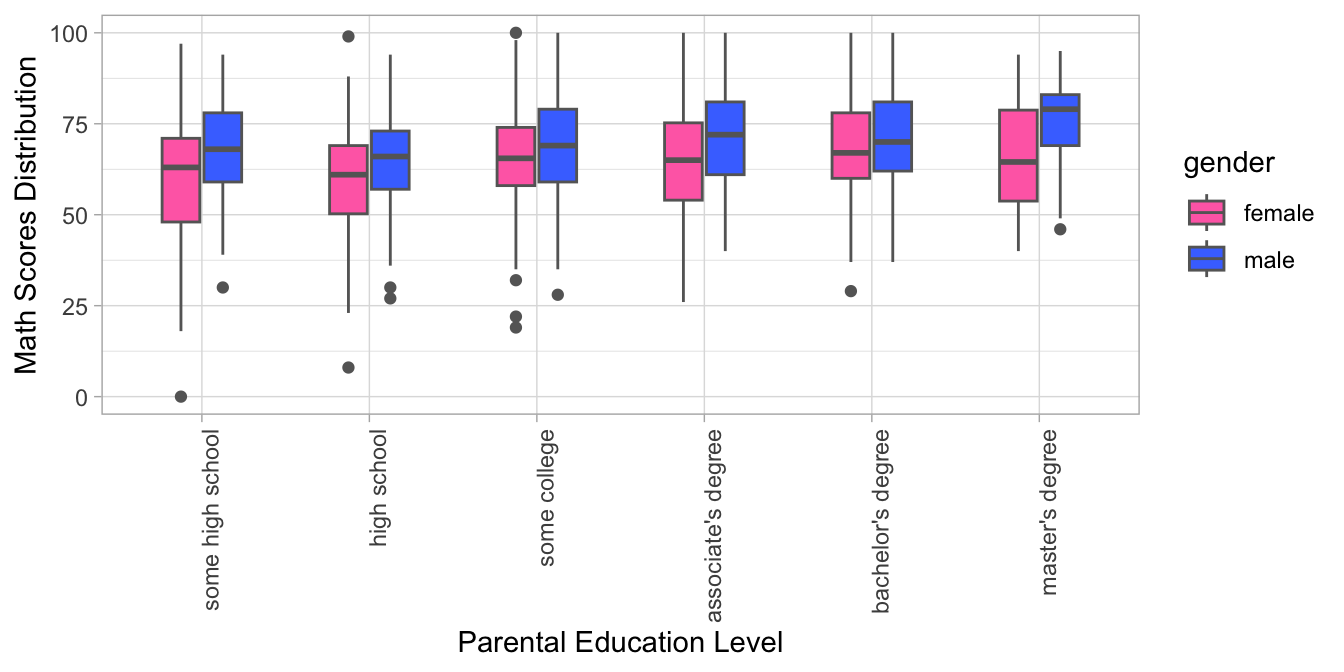 Math Scores Distribution
100
75
50
25
0
some high school
high school
some college
associate's degree
bachelor's degree
master's degree
Parental Education Level
gender
female
male